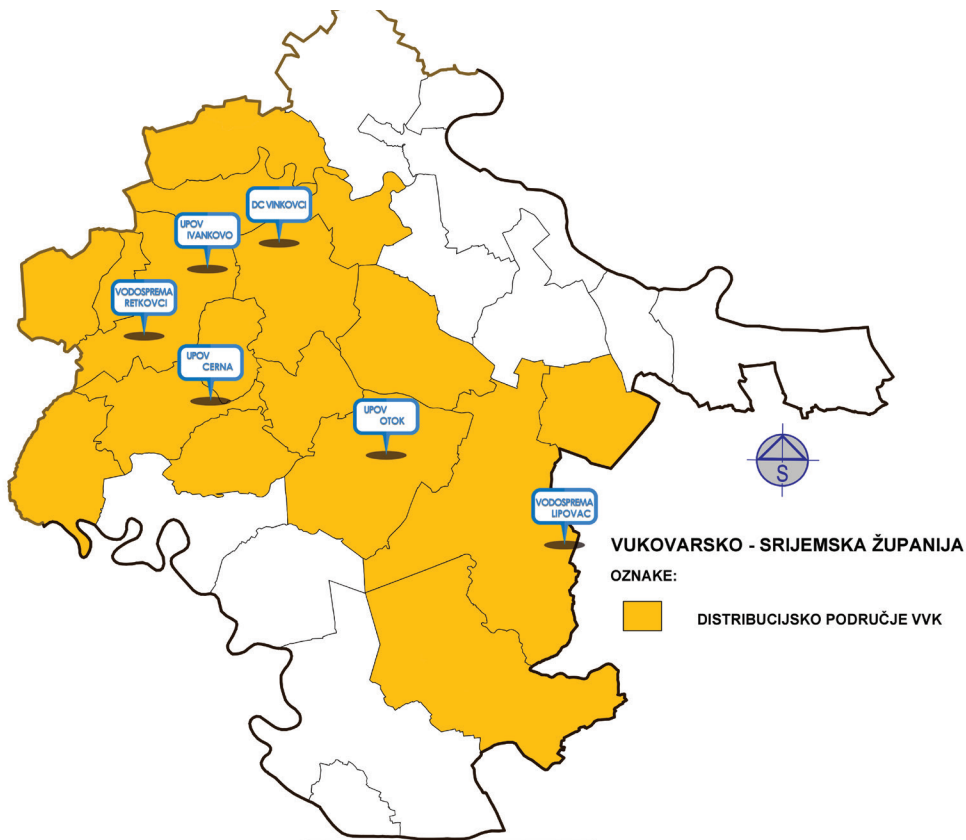 DC VINKOVCI
UPOV
IVANKOVO
VODOSPREMA
RETKOVCI
UPOV
CERNA
UPOV
OTOK
VODOSPREMA
LIPOVAC
S
VUKOVARSKO - SRIJEMSKA ŽUPANIJA
OZNAKE:
DISTRIBUCIJSKO PODRUČJE VVK